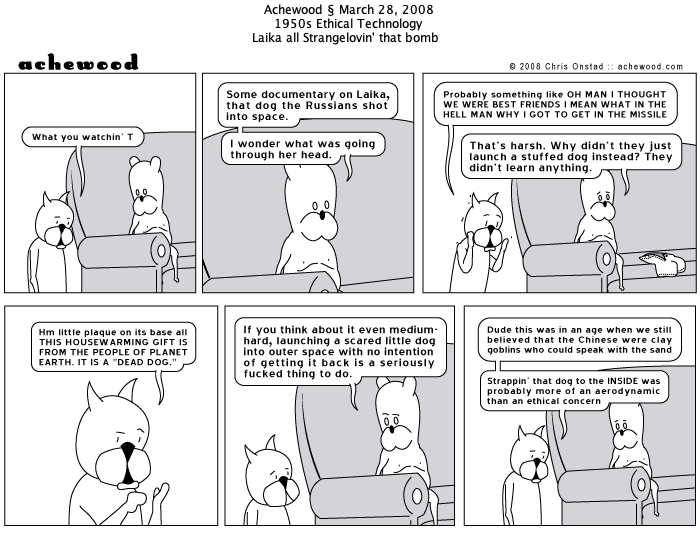 Achewood § March 28, 2008
1950s Ethical Technology
Laika all Strangelovin' that bomb
achewood
© 2008 Chris Onstad :: achewood.com
What you watchin' T
Some documentary on Laika,
that dog the Russians shot
into space.
I wonder what was going
through her head.
Probably something like OH MAN I THOUGHT
WE WERE BEST FRIENDS I MEAN WHAT IN THE
HELL MAN WHY I GOT TO GET IN THE MISSILE
That's harsh. Why didn't they just
launch a stuffed dog instead? They
didn't learn anything.
Hm little plaque on its base all
THIS HOUSEWARMING GIFT IS
FROM THE PEOPLE OF PLANET
EARTH. IT IS A "DEAD DOG."
If you think about it even medium-
hard, launching a scared little dog
into outer space with no intention
of getting it back is a seriously
fucked thing to do.
Dude this was in an age when we still
believed that the Chinese were clay
goblins who could speak with the sand
Strappin' that dog to the INSIDE was
probably more of an aerodynamic
than an ethical concern